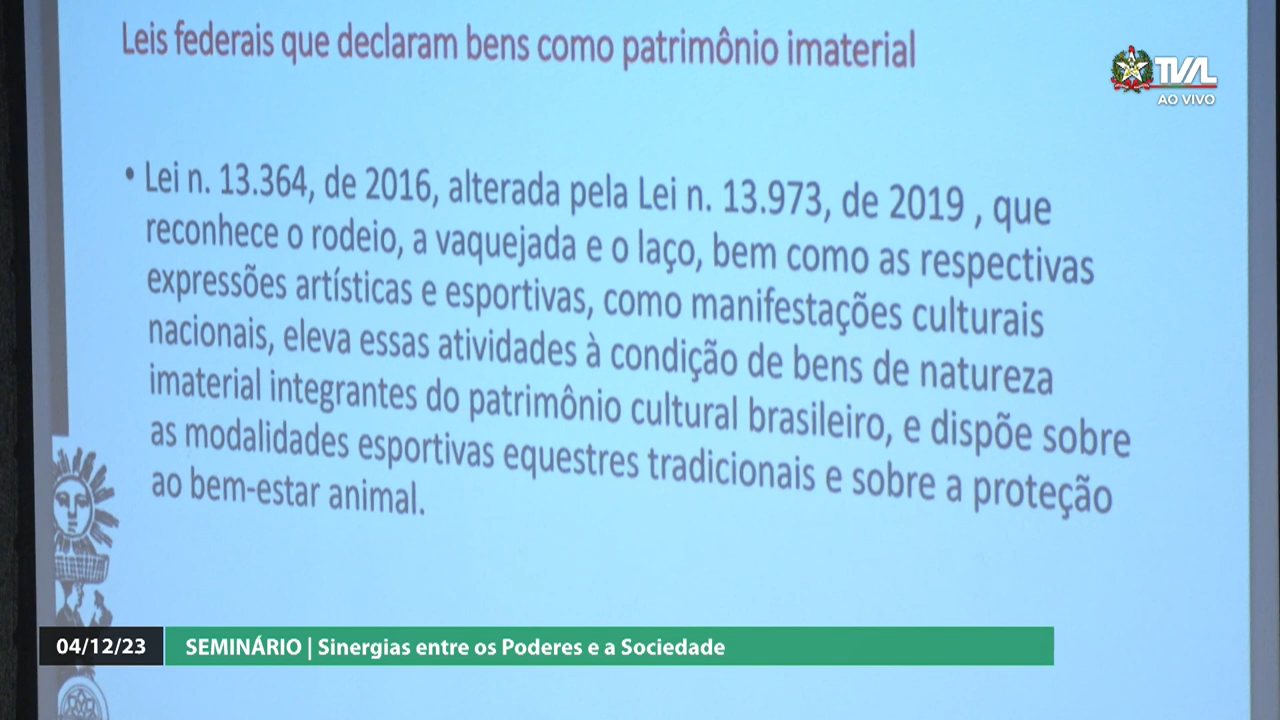 Leis federais que declaram bens como patrimônio imaterial
TVAL
AO VIVO
• Lei n. 13.364, de 2016, alterada pela Lei n. 13.973, de 2019 , que
reconhece o rodeio, a vaquejada e o laço, bem como as respectivas
expressões artísticas e esportivas, como manifestações culturais
nacionais, eleva essas atividades à condição de bens de natureza
imaterial integrantes do patrimônio cultural brasileiro, e dispõe sobre
as modalidades esportivas equestres tradicionais e sobre a proteção
ao bem-estar animal.
04/12/23
SEMINÁRIO | Sinergias entre os Poderes e a Sociedade